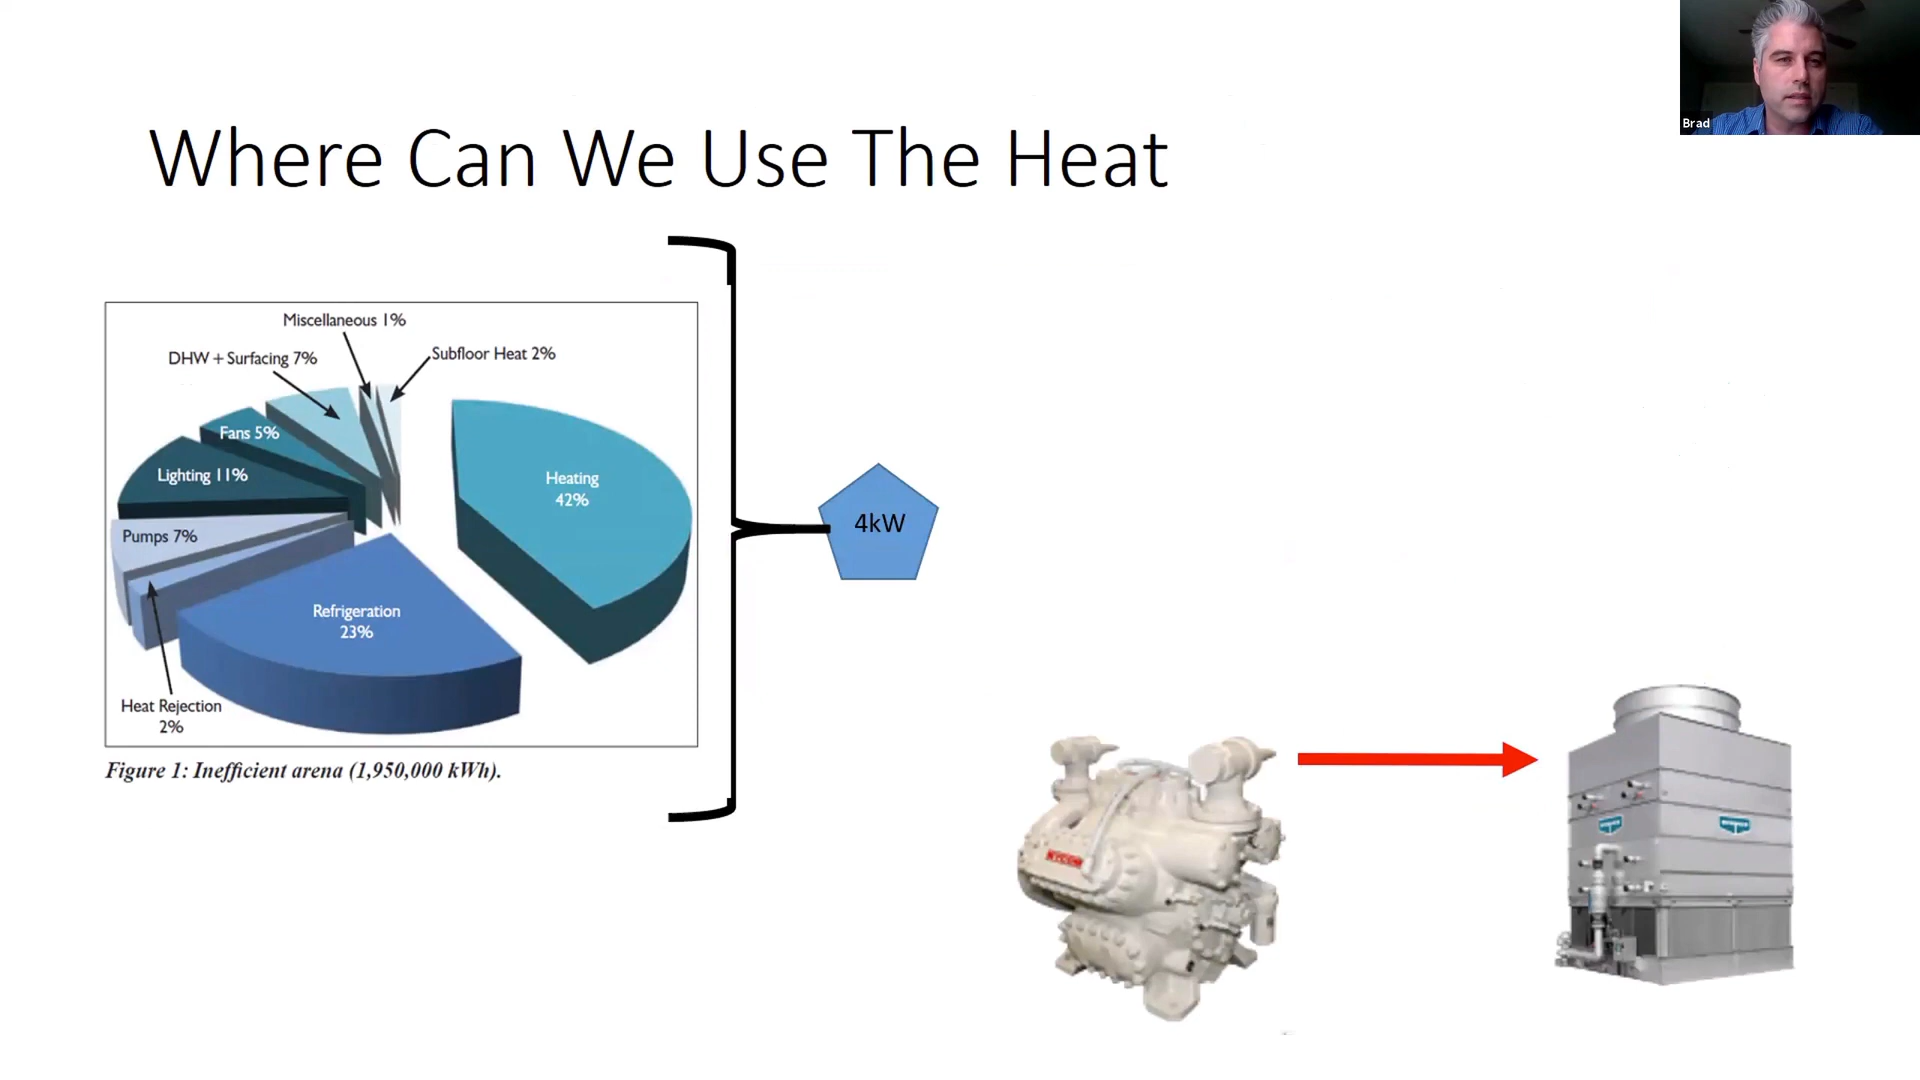 Brad
Where Can We Use The Heat
Miscellaneous 1%
DHW + Surfacing 7%
Subfloor Heat 2%
Fans 5%
Lighting 11%
Heating
42%
Pumps 7%
4kW
Refrigeration
23%
Heat Rejection
2%
Figure 1: Inefficient arena (1,950,000 kWh).
MYCOM